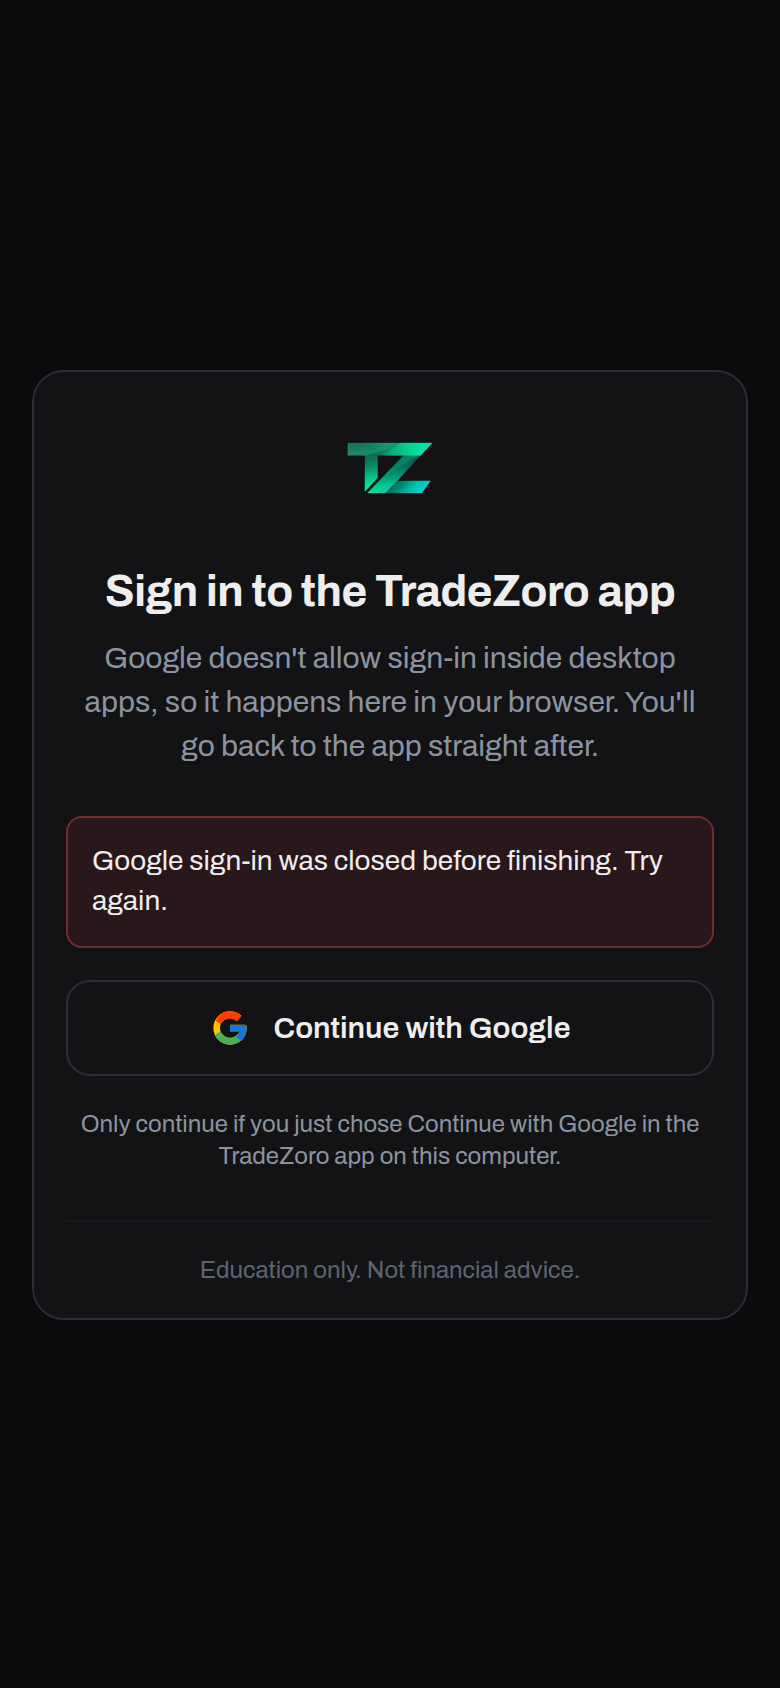 TZ
Sign in to the TradeZoro app
Google doesn't allow sign-in inside desktop
apps, so it happens here in your browser. You'll
go back to the app straight after.
Google sign-in was closed before finishing. Try
again.
Continue with Google
Only continue if you just chose Continue with Google in the
TradeZoro app on this computer.
Education only. Not financial advice.